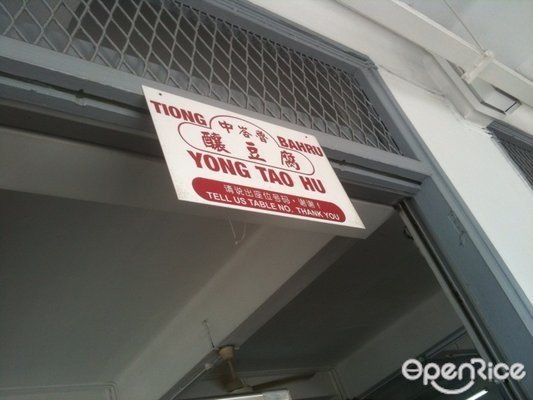 TIONG 中峇鲁 BAHRU
釀豆腐
YONG TAO HU
请说出座位号码，谢谢！
TELL US TABLE NO. THANK YOU
OpenRice